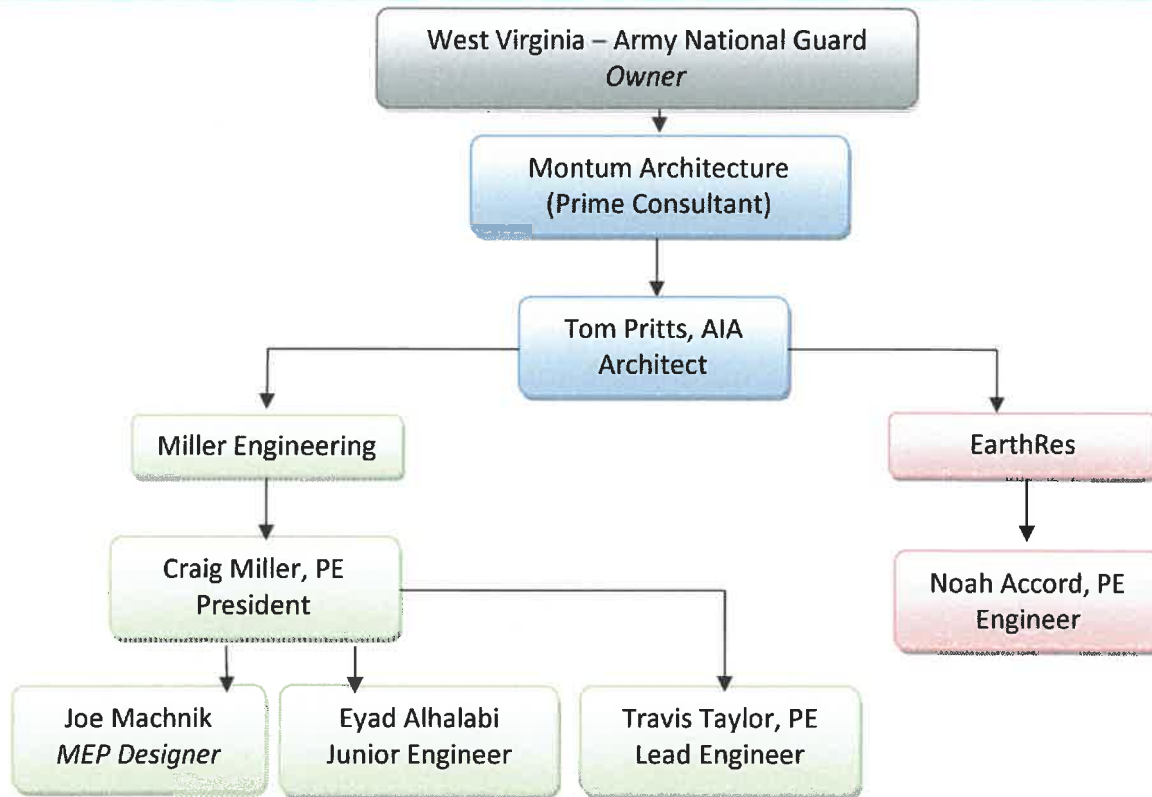 West Virginia – Army National Guard
Owner
Montum Architecture
(Prime Consultant)
Tom Pritts, AIA
Architect
Miller Engineering
EarthRes
Craig Miller, PE
President
Noah Accord, PE
Engineer
Joe Machnik
MEP Designer
Eyad Alhalabi
Junior Engineer
Travis Taylor, PE
Lead Engineer